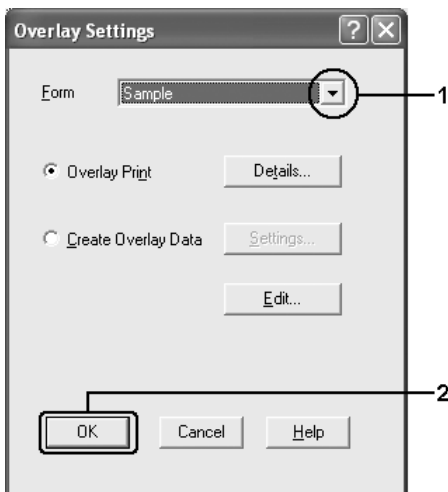 Overlay Settings
Form Sample 1
Overlay Print Details...
Create Overlay Data Settings...
Edit...
2
OK Cancel Help